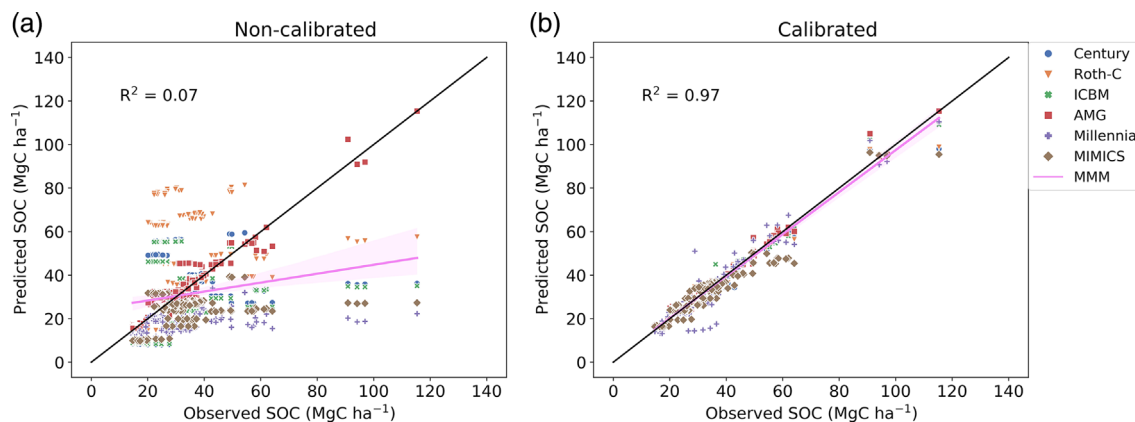 (a)
Non-calibrated
R² = 0.07
140
120
100
80
60
40
20
0
Predicted SOC (MgC ha⁻¹)
0 20 40 60 80 100 120 140
Observed SOC (MgC ha⁻¹)
(b)
Calibrated
R² = 0.97
140
120
100
80
60
40
20
0
Predicted SOC (MgC ha⁻¹)
0 20 40 60 80 100 120 140
Observed SOC (MgC ha⁻¹)
Century
Roth-C
ICBM
AMG
Millennial
MIMICS
MMM